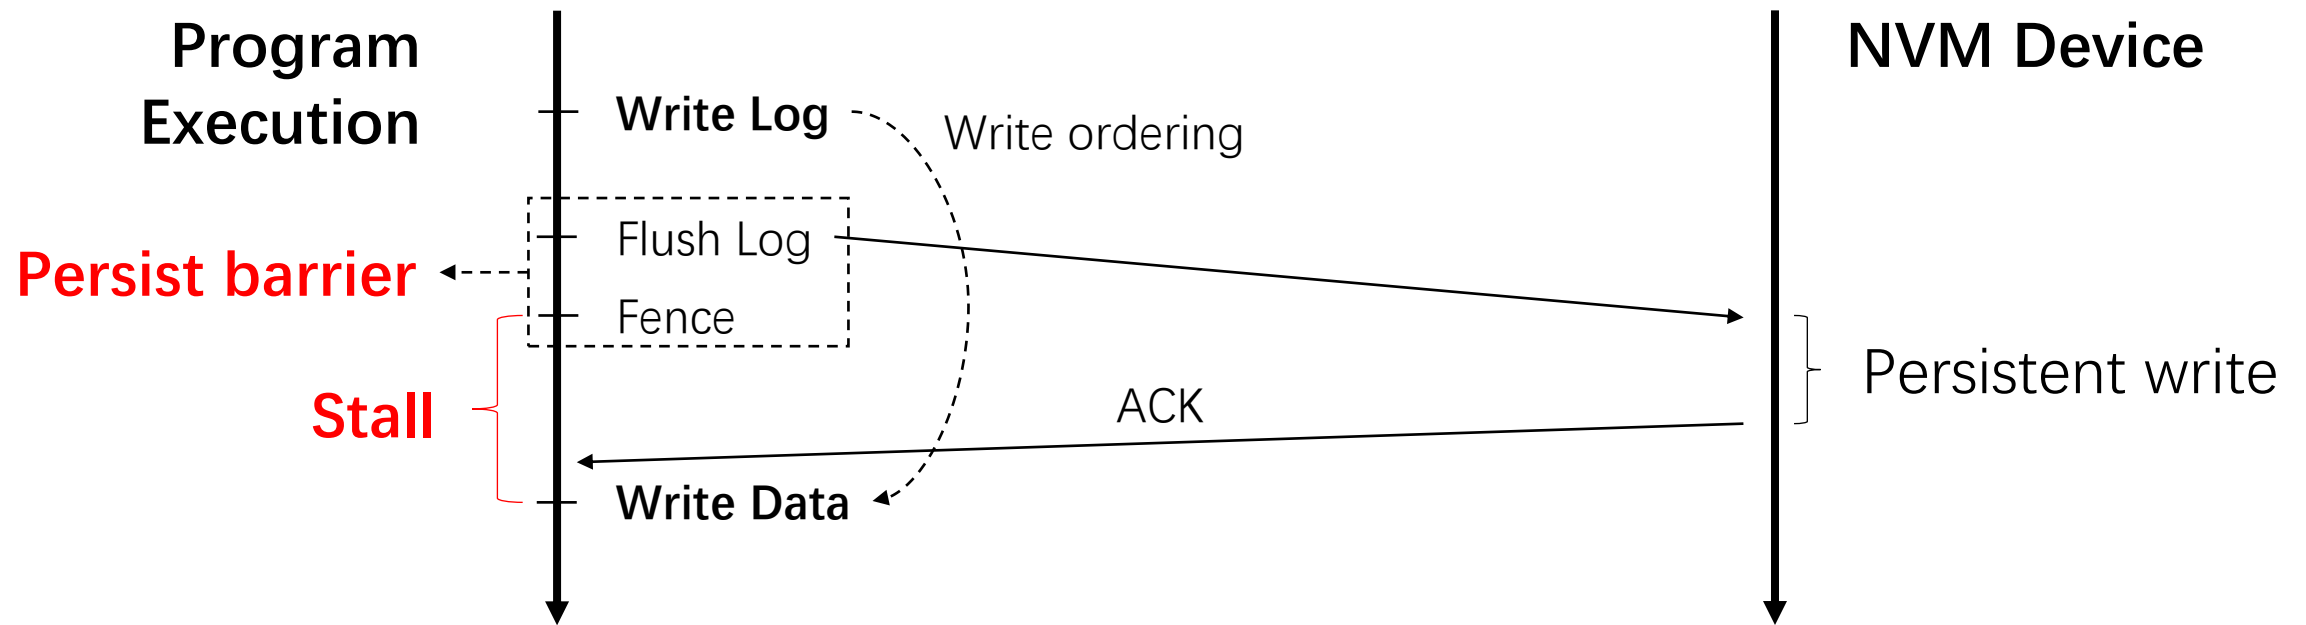 Program
Execution
NVM Device
Write Log
Write ordering
Flush Log
Persist barrier
Fence
Persistent write
ACK
Stall
Write Data